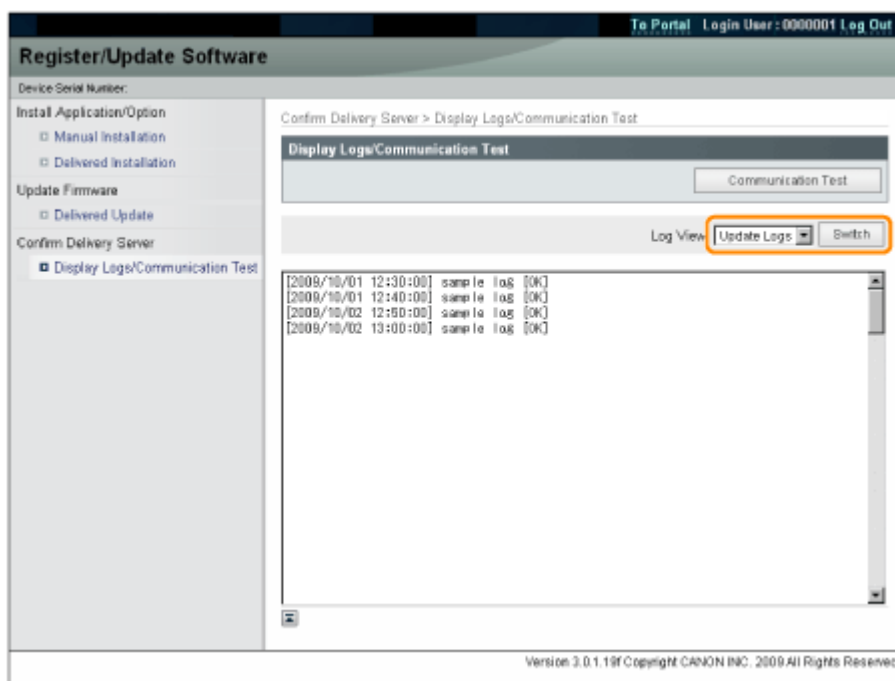 To Portal Login User : 0000001 Log Out
Register/Update Software
Device Serial Number:
Install Application/Option
Manual Installation
Delivered Installation
Update Firmware
Delivered Update
Confirm Delivery Server
Display Logs/Communication Test
Confirm Delivery Server > Display Logs/Communication Test
Display Logs/Communication Test
Communication Test
Log View Update Logs Switch
[2009/10/01 12:30:00] sample log [OK]
[2009/10/01 12:40:00] sample log [OK]
[2009/10/02 12:50:00] sample log [OK]
[2009/10/02 13:00:00] sample log [OK]
Version 3.0.1.19f Copyright CANON INC. 2009 All Rights Reserved